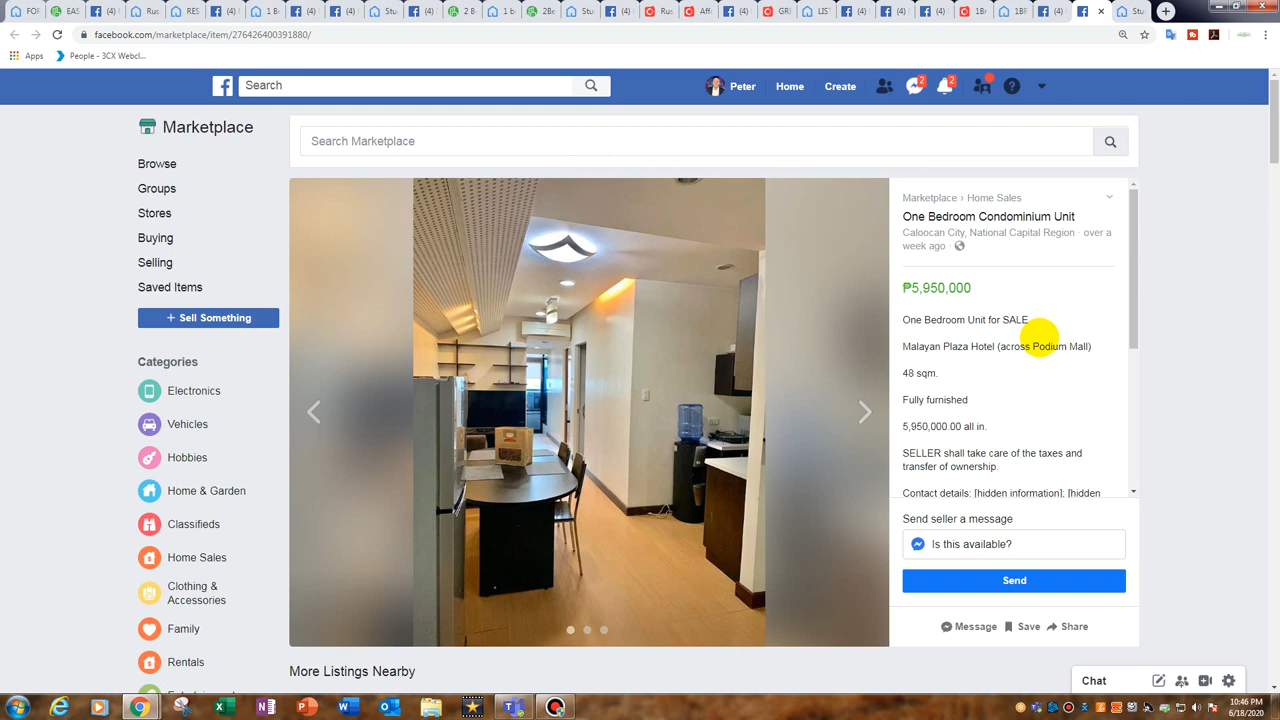 facebook.com/marketplace/item/276426400391880/
Apps
People - 3CX Webcl...
Search
Peter
Home
Create
2
2
Marketplace
Browse
Groups
Stores
Buying
Selling
Saved Items
+ Sell Something
Categories
Electronics
Vehicles
Hobbies
Home & Garden
Classifieds
Home Sales
Clothing &
Accessories
Family
Rentals
Search Marketplace
Marketplace › Home Sales
One Bedroom Condominium Unit
Caloocan City, National Capital Region · over a
week ago ·
₱5,950,000
One Bedroom Unit for SALE
Malayan Plaza Hotel (across Podium Mall)
48 sqm.
Fully furnished
5,950,000.00 all in.
SELLER shall take care of the taxes and
transfer of ownership.
Contact details: [hidden information]; [hidden
Send seller a message
Is this available?
Send
Message
Save
Share
More Listings Nearby
Chat
10:46 PM
6/18/2020